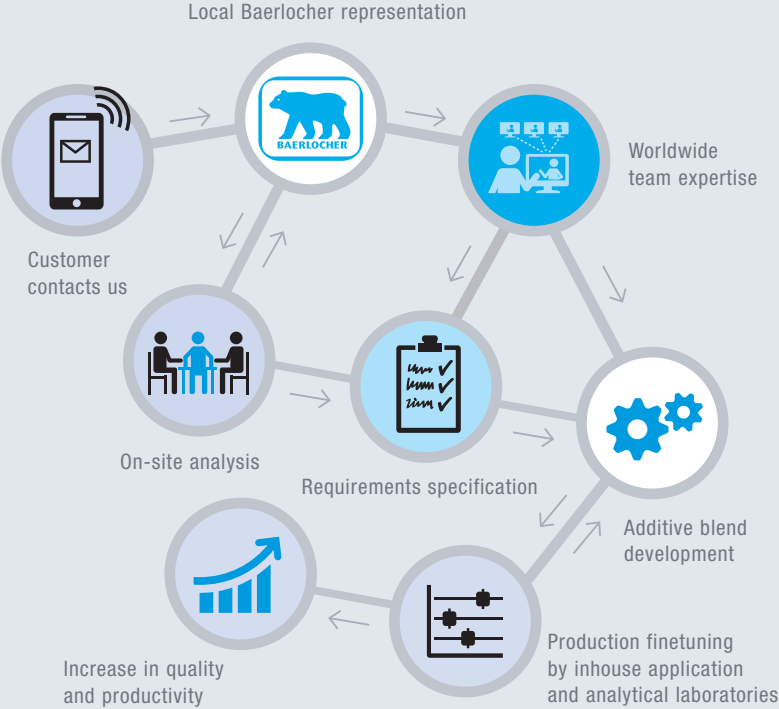 Local Baerlocher representation
BAERLOCHER
Worldwide
team expertise
Customer
contacts us
On-site analysis
Requirements specification
Additive blend
development
Production finetuning
by inhouse application
and analytical laboratories
Increase in quality
and productivity